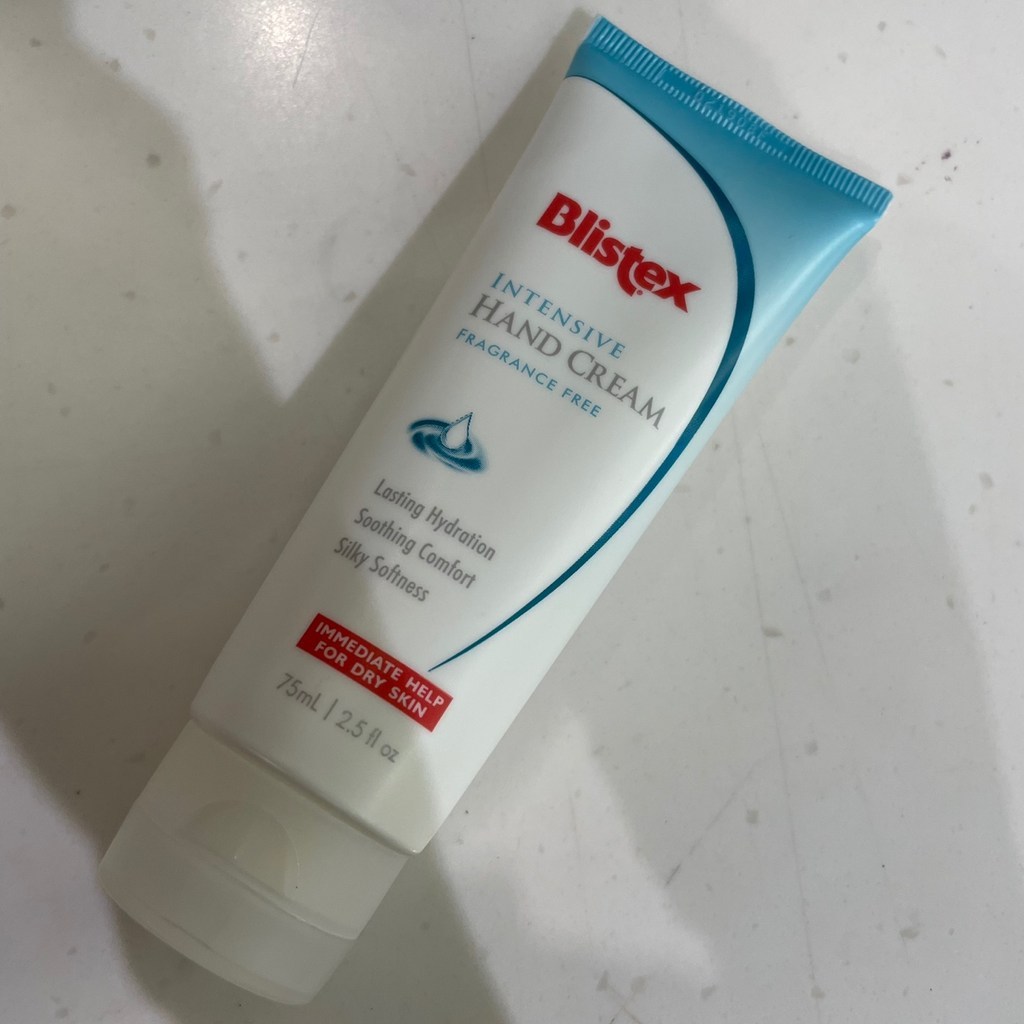 Blistex
INTENSIVE
HAND CREAM
FRAGRANCE FREE
Lasting Hydration
Soothing Comfort
Silky Softness
IMMEDIATE HELP
FOR DRY SKIN
75mL | 2.5 fl oz